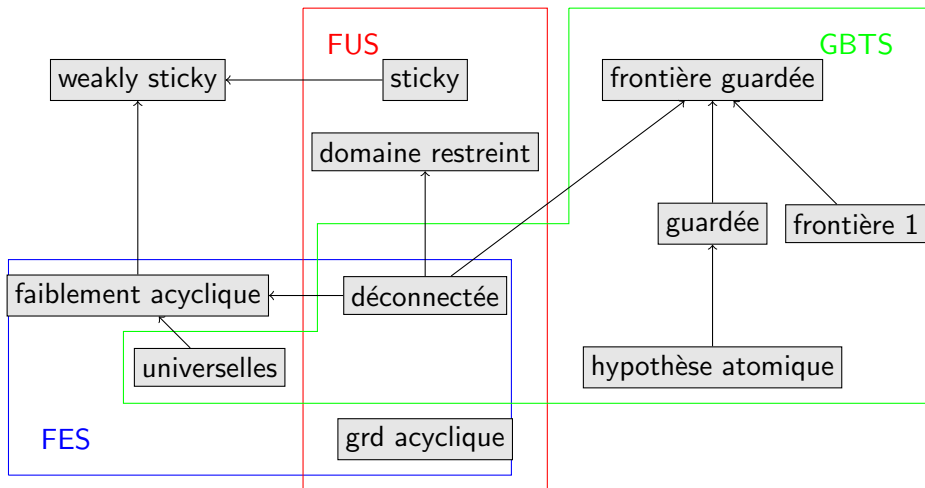 FUS
GBTS
weakly sticky
sticky
frontière guardée
domaine restreint
guardée
frontière 1
faiblement acyclique
déconnectée
universelles
hypothèse atomique
FES
grd acyclique